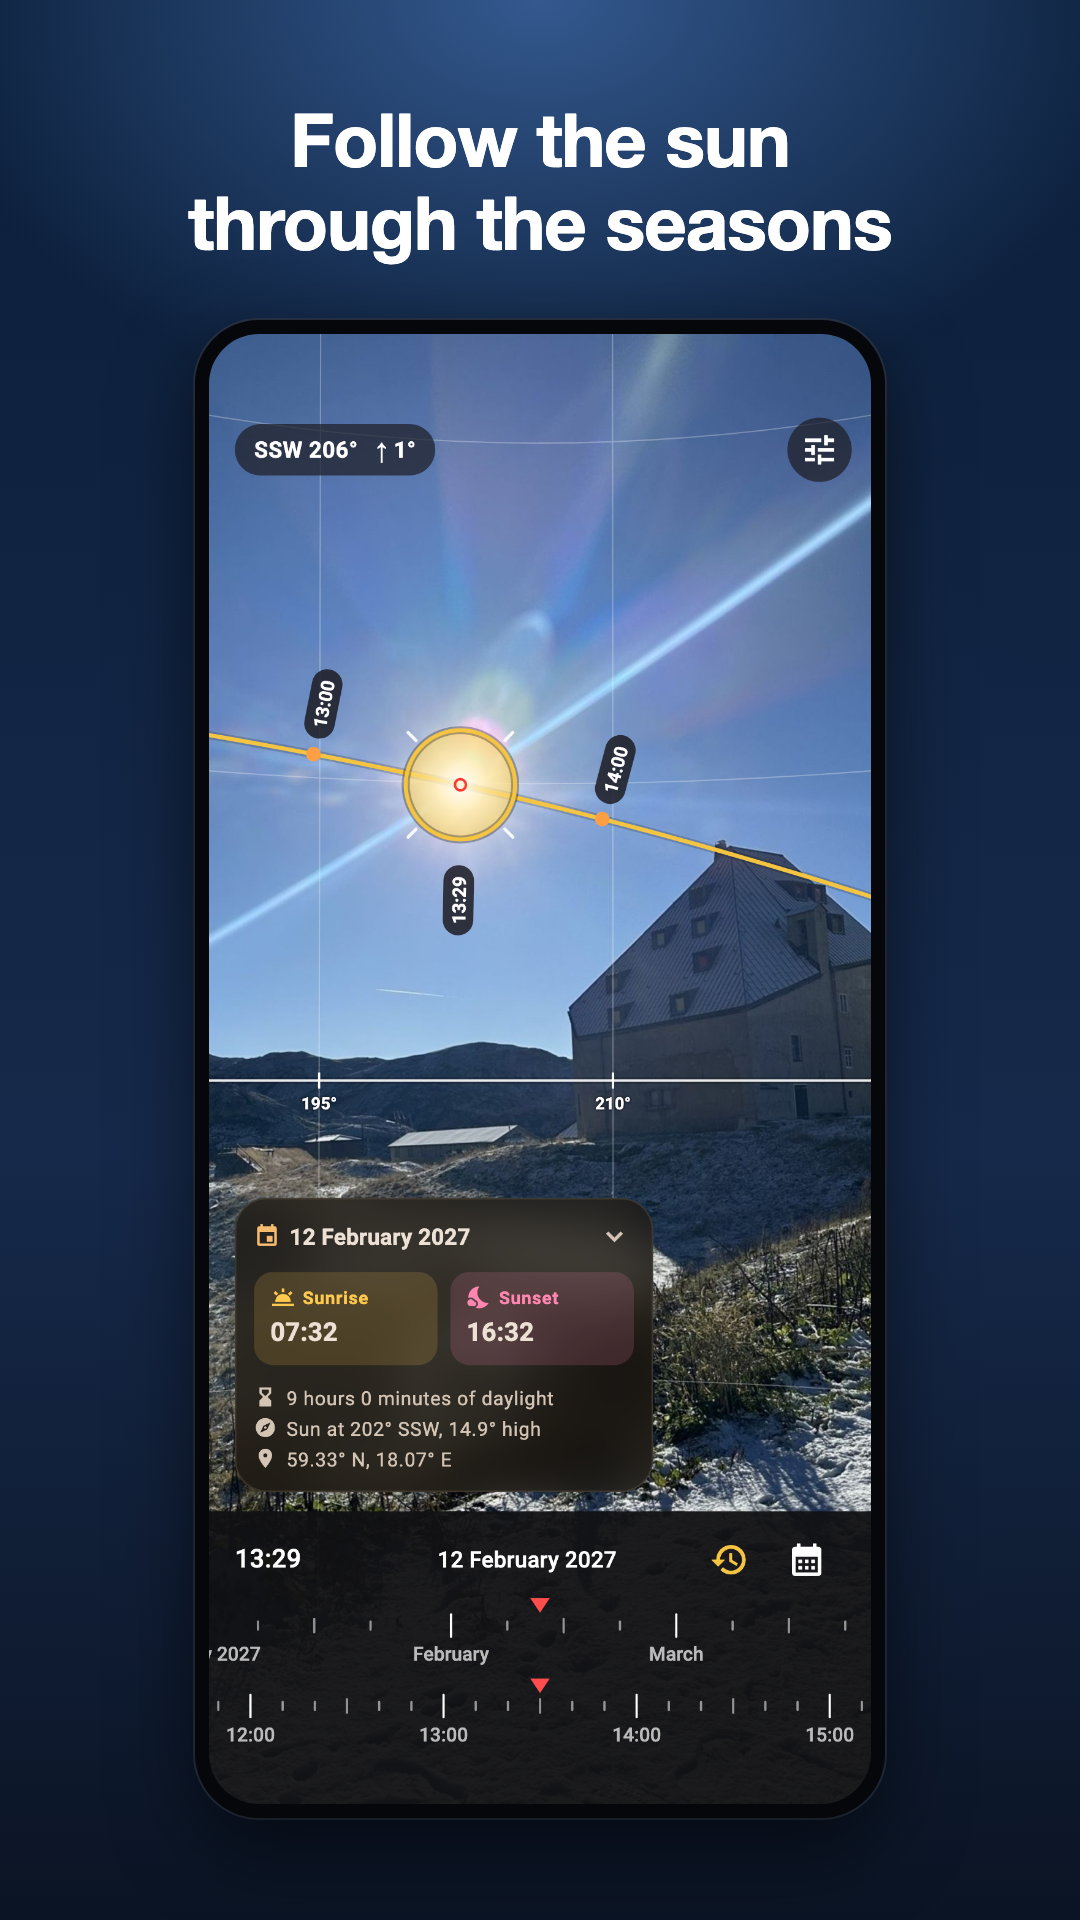 Follow the sun
through the seasons
SSW 206° ↑ 1°
13:00
14:00
13:29
195° 210°
12 February 2027
Sunrise Sunset
07:32 16:32
9 hours 0 minutes of daylight
Sun at 202° SSW, 14.9° high
59.33° N, 18.07° E
13:29 12 February 2027
2027 February March
12:00 13:00 14:00 15:00